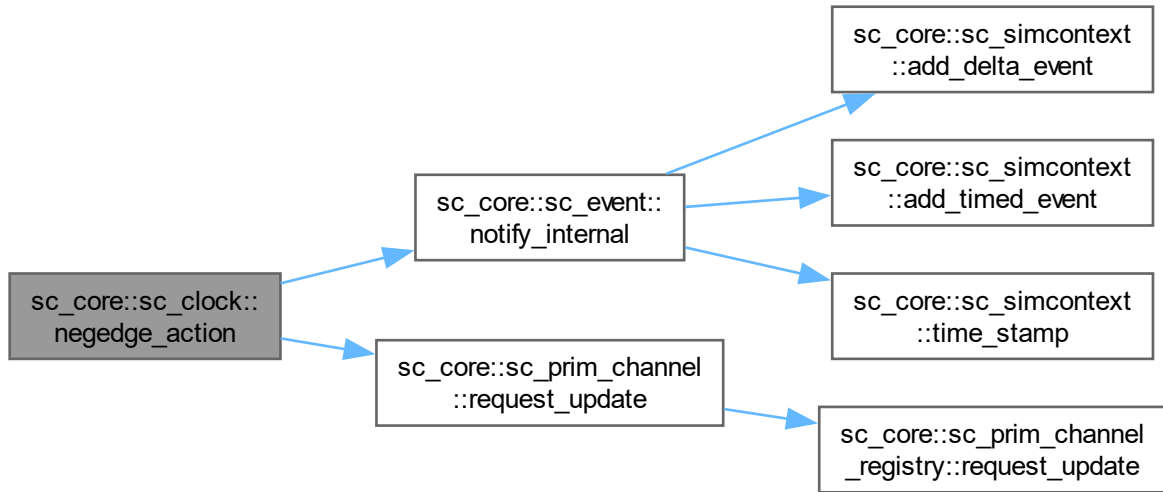 sc_core::sc_simcontext
::add_delta_event
sc_core::sc_simcontext
::add_timed_event
sc_core::sc_event::
notify_internal
sc_core::sc_simcontext
::time_stamp
sc_core::sc_clock::
negedge_action
sc_core::sc_prim_channel
::request_update
sc_core::sc_prim_channel
_registry::request_update